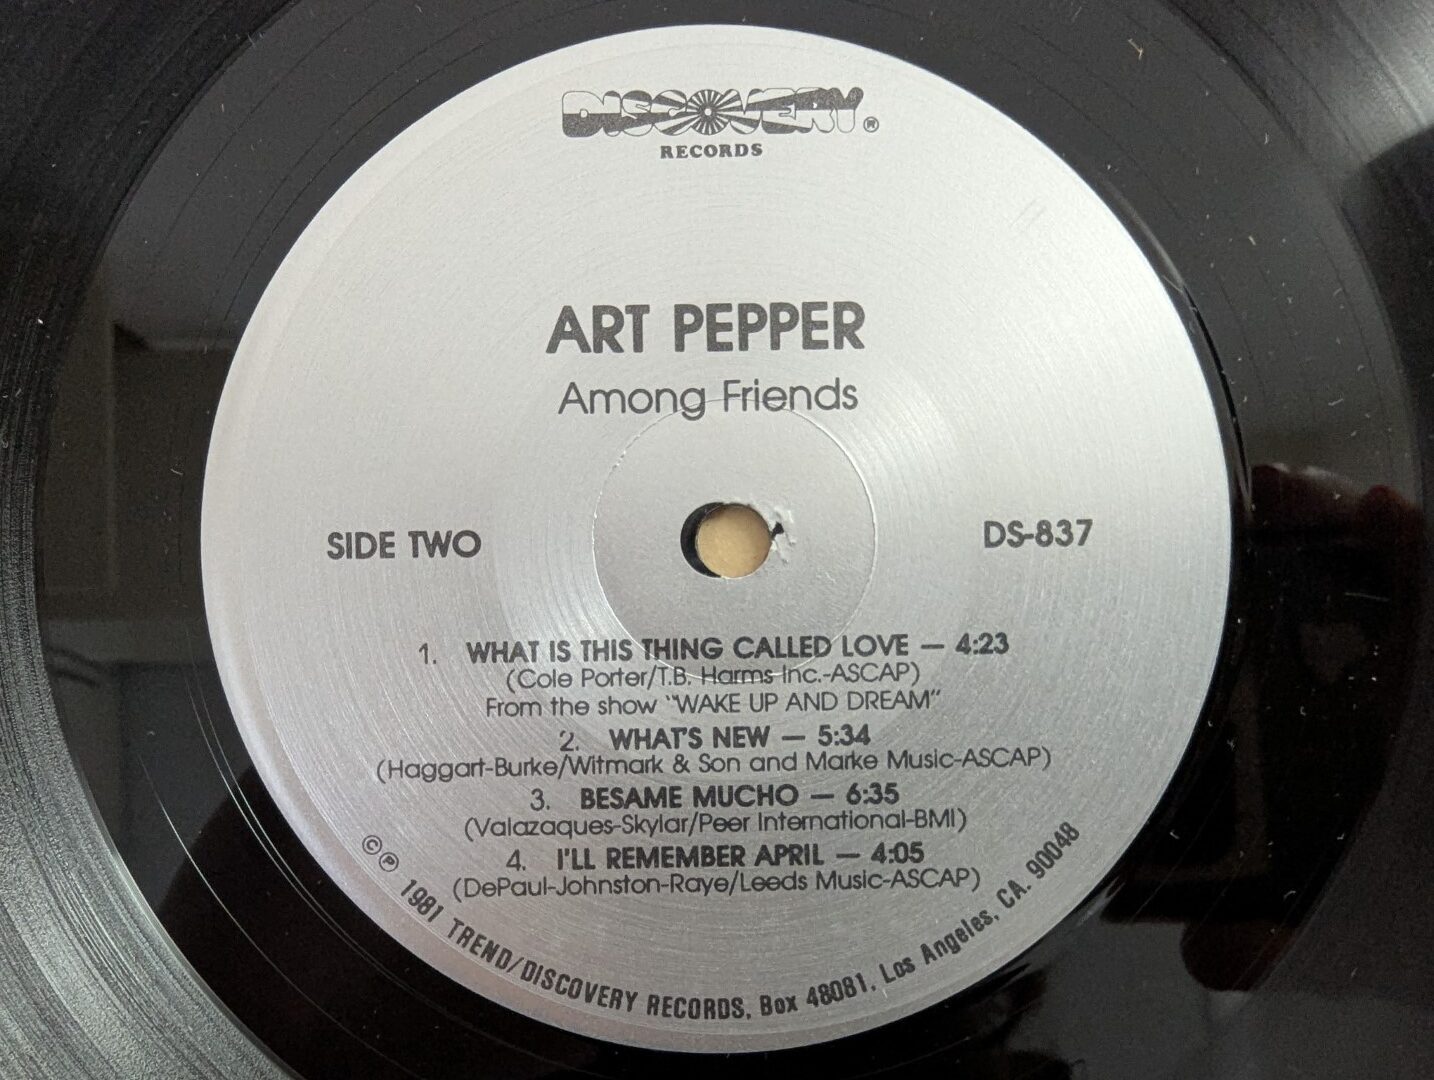 DISCOVERY®
RECORDS
ART PEPPER
Among Friends
SIDE TWO
DS-837
1. WHAT IS THIS THING CALLED LOVE — 4:23
(Cole Porter/T.B. Harms Inc.-ASCAP)
From the show "WAKE UP AND DREAM"
2. WHAT'S NEW — 5:34
(Haggart-Burke/Witmark & Son and Marke Music-ASCAP)
3. BESAME MUCHO — 6:35
(Valazaques-Skylar/Peer International-BMI)
4. I'LL REMEMBER APRIL — 4:05
(DePaul-Johnston-Raye/Leeds Music-ASCAP)
©℗ 1981 TREND/DISCOVERY RECORDS, Box 48081, Los Angeles, CA. 90048